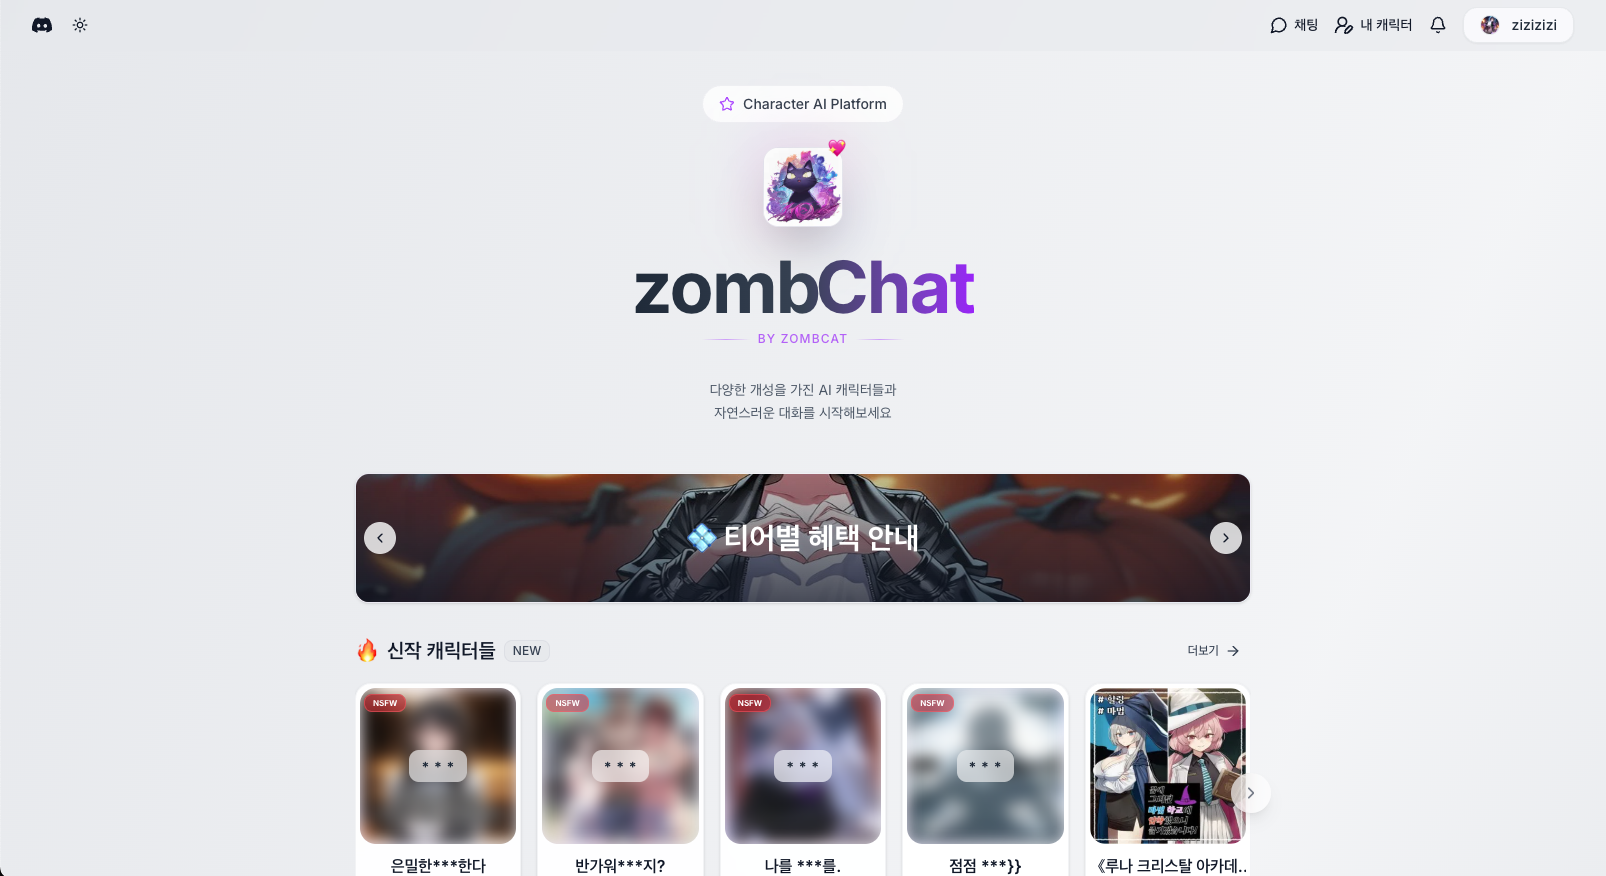 채팅
내 캐릭터
zizizizi
Character AI Platform
zombChat
BY ZOMBCAT
다양한 개성을 가진 AI 캐릭터들과
자연스러운 대화를 시작해보세요
티어별 혜택 안내
신작 캐릭터들 NEW
더보기
NSFW
NSFW
NSFW
NSFW
# 힐링
# 마법
* * *
* * *
* * *
* * *
은밀한***한다
반가워***지?
나를 ***를.
점점 ***}}
《루나 크리스탈 아카데..